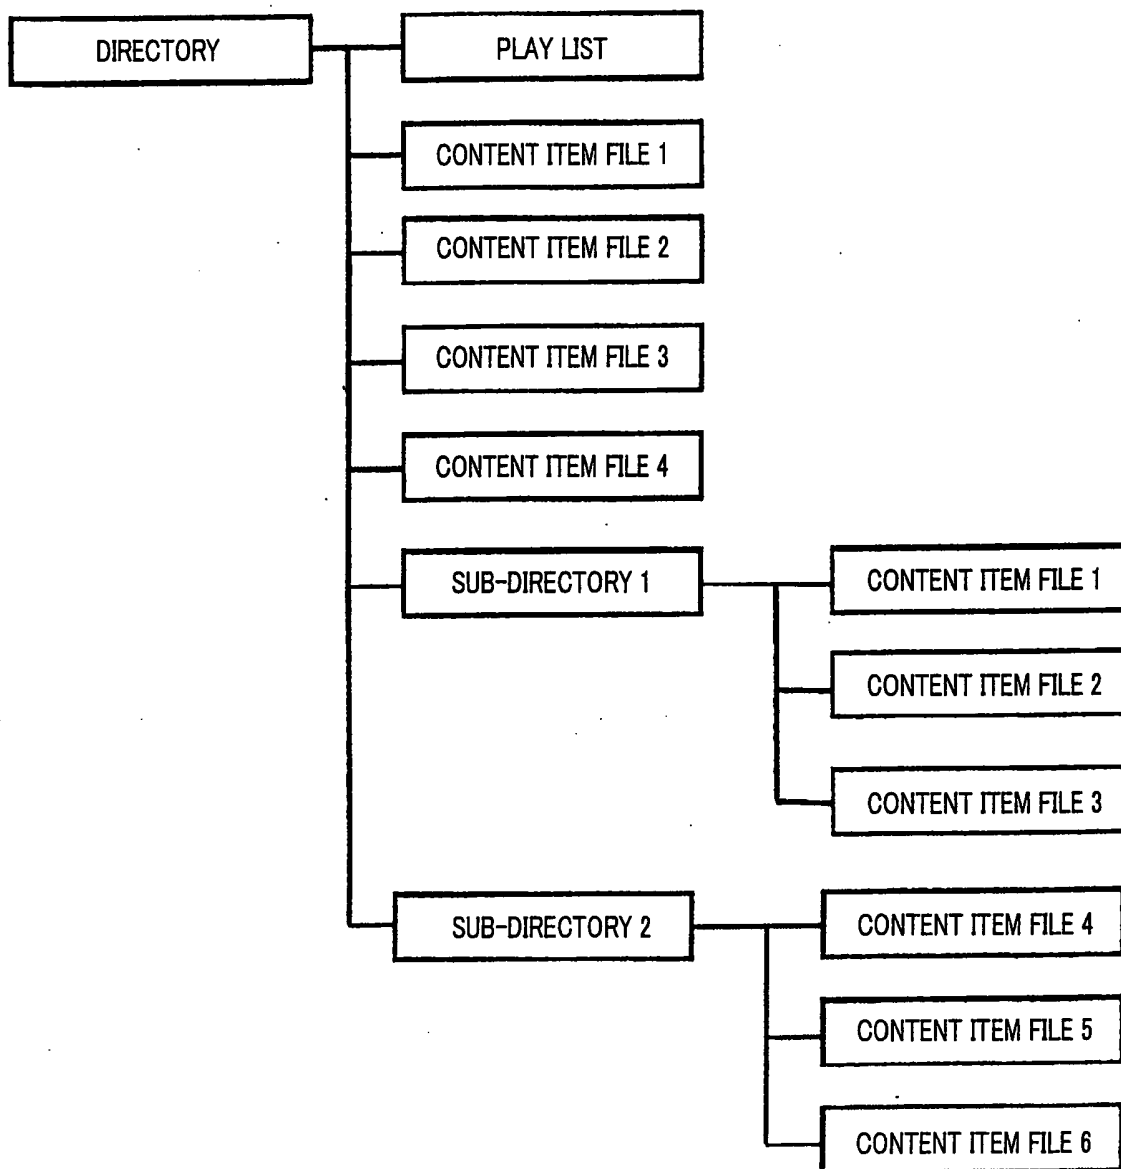 DIRECTORY
PLAY LIST
CONTENT ITEM FILE 1
CONTENT ITEM FILE 2
CONTENT ITEM FILE 3
CONTENT ITEM FILE 4
SUB-DIRECTORY 1
CONTENT ITEM FILE 1
CONTENT ITEM FILE 2
CONTENT ITEM FILE 3
SUB-DIRECTORY 2
CONTENT ITEM FILE 4
CONTENT ITEM FILE 5
CONTENT ITEM FILE 6